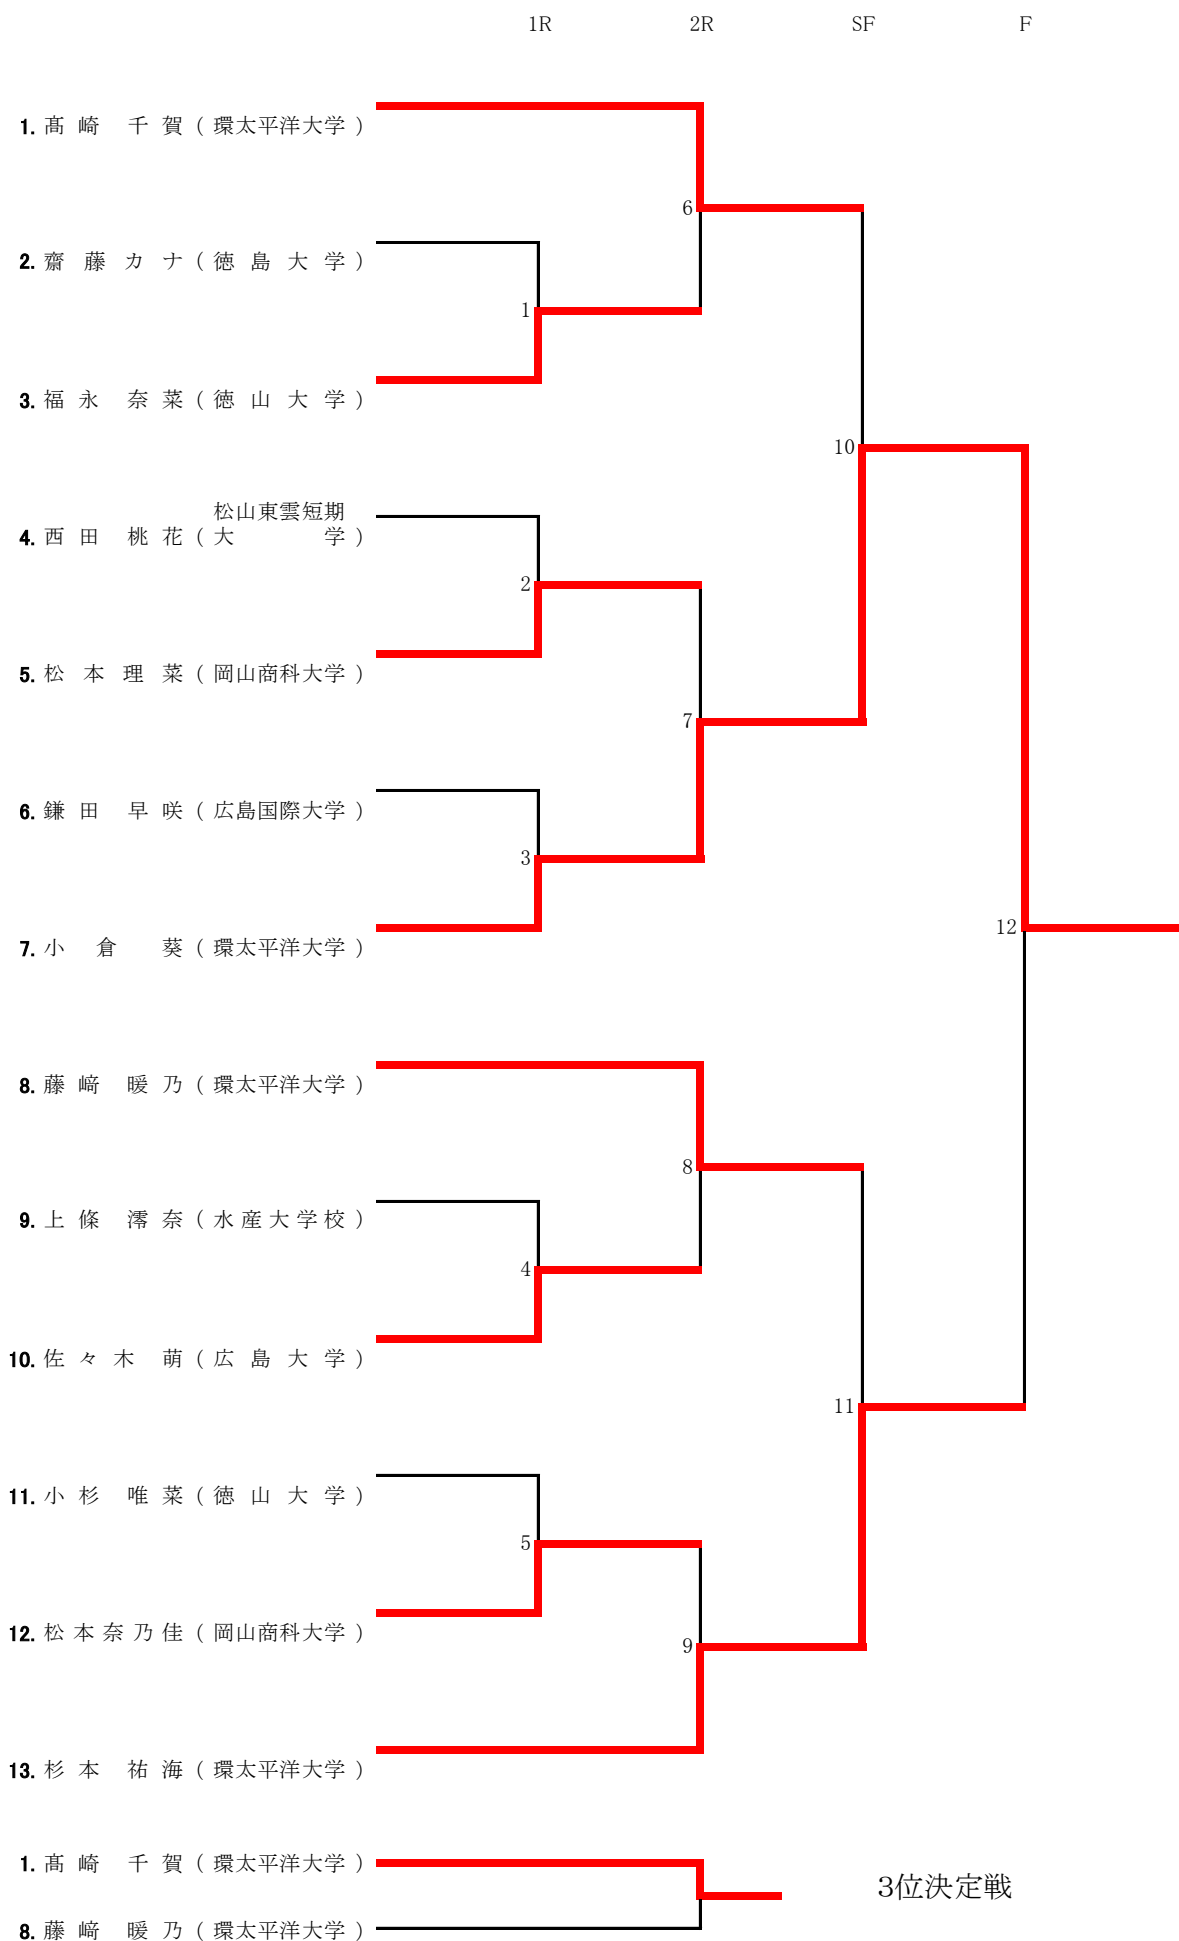 1R 2R SF F
1. 髙崎 千賀 ( 環太平洋大学 )
6
2. 齋藤カナ ( 徳島大学 )
1
3. 福永 奈菜 ( 徳山大学 )
10
松山東雲短期
4. 西田 桃花 ( 大学 )
2
5. 松本理菜 ( 岡山商科大学 )
7
6. 鎌田 早咲 ( 広島国際大学 )
3
12
7. 小倉 葵 ( 環太平洋大学 )
8. 藤﨑 暖乃 ( 環太平洋大学 )
8
9. 上條 澪奈 ( 水産大学校 )
4
10. 佐々木 萌 ( 広島大学 )
11
11. 小杉 唯菜 ( 徳山大学 )
5
12. 松本奈乃佳 ( 岡山商科大学 )
9
13. 杉本 祐海 ( 環太平洋大学 )
1. 髙崎 千賀 ( 環太平洋大学 )
3位決定戦
8. 藤﨑 暖乃 ( 環太平洋大学 )